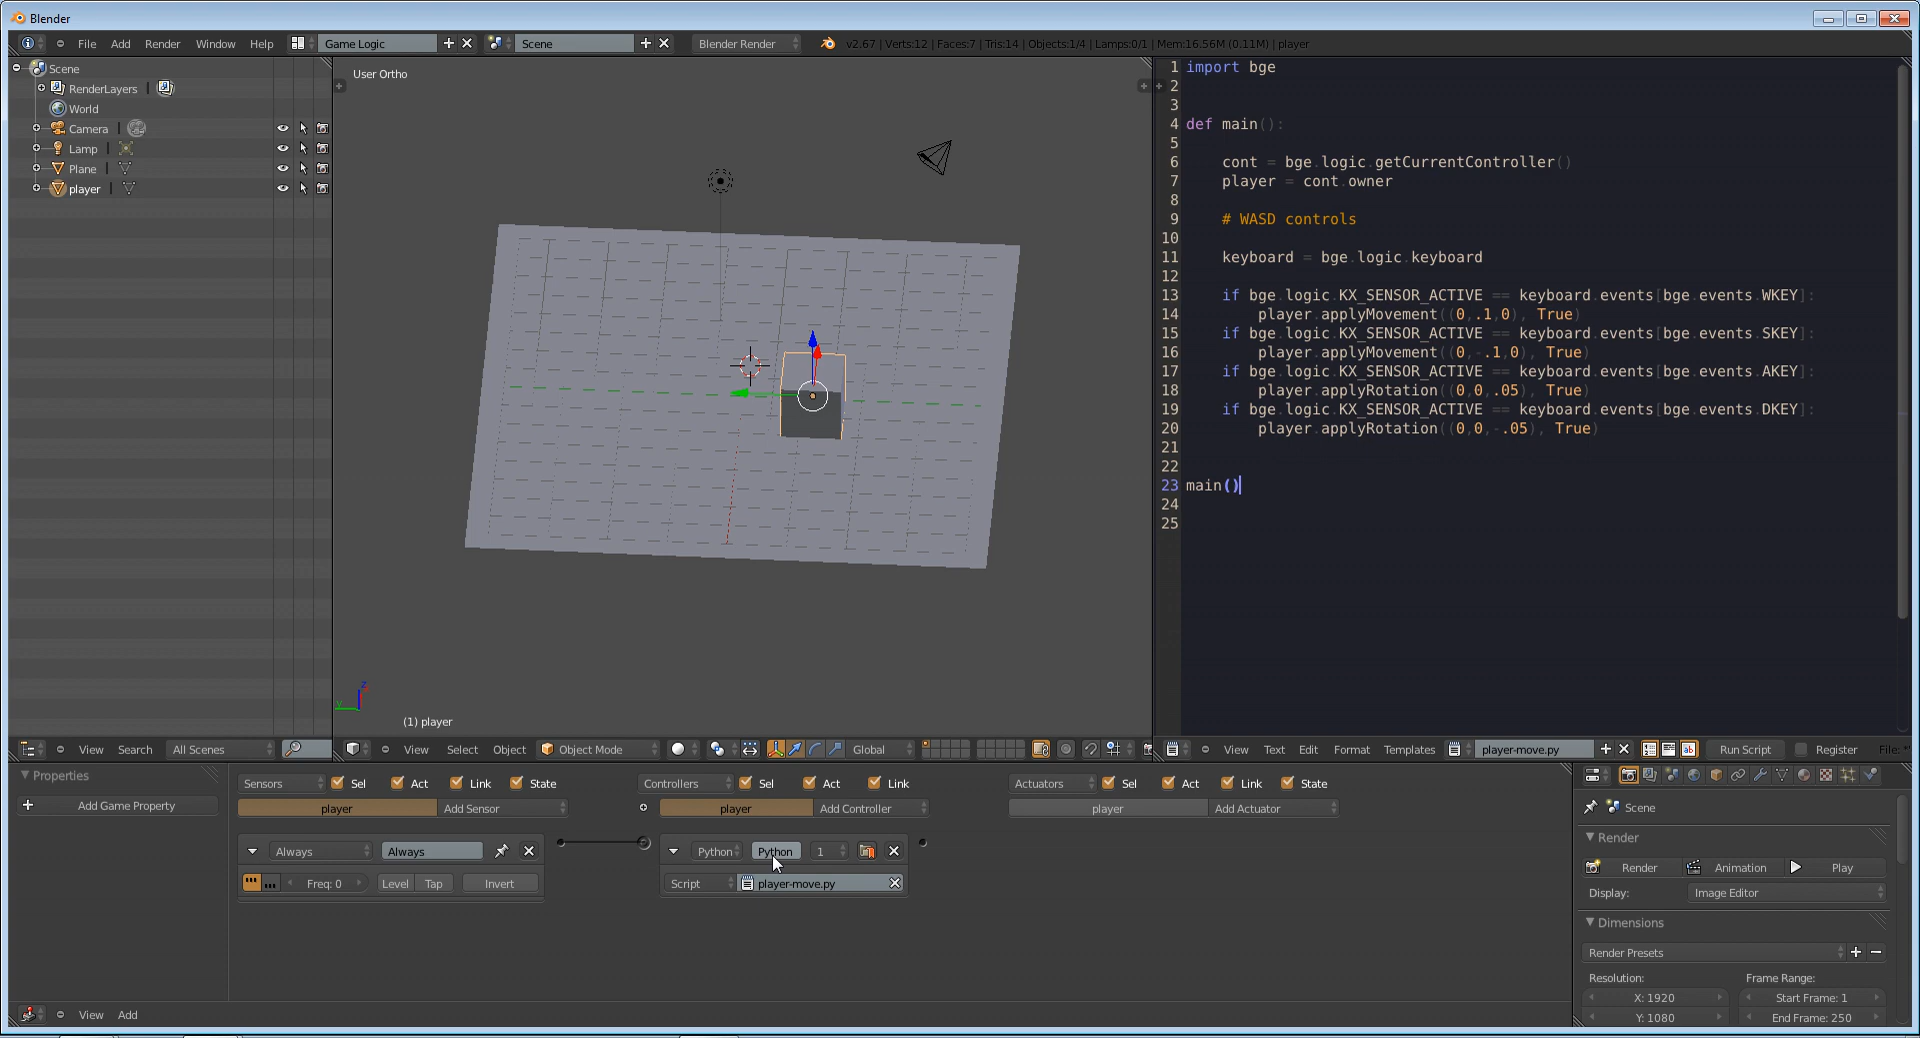 Blender
File Add Render Window Help Game Logic Scene Blender Render v2.67 | Verts:12 | Faces:7 | Tris:14 | Objects:1/4 | Lamps:0/1 | Mem:16.56M (0.11M) | player
Scene
RenderLayers
World
Camera
Lamp
Plane
player
View Search All Scenes
User Ortho
z
y
(1) player
View Select Object Object Mode Global
1 import bge
2
3
4 def main():
5
6 cont = bge.logic.getCurrentController()
7 player = cont.owner
8
9 # WASD controls
10
11 keyboard = bge.logic.keyboard
12
13 if bge.logic.KX_SENSOR_ACTIVE == keyboard.events[bge.events.WKEY]:
14 player.applyMovement((0,.1,0), True)
15 if bge.logic.KX_SENSOR_ACTIVE == keyboard.events[bge.events.SKEY]:
16 player.applyMovement((0,-.1,0), True)
17 if bge.logic.KX_SENSOR_ACTIVE == keyboard.events[bge.events.AKEY]:
18 player.applyRotation((0,0,.05), True)
19 if bge.logic.KX_SENSOR_ACTIVE == keyboard.events[bge.events.DKEY]:
20 player.applyRotation((0,0,-.05), True)
21
22
23 main()
24
25
View Text Edit Format Templates player-move.py Run Script Register File: *
Properties
Add Game Property
Sensors Sel Act Link State
player Add Sensor
Always Always
Freq: 0 Level Tap Invert
Controllers Sel Act Link
player Add Controller
Python Python 1
Script player-move.py
Actuators Sel Act Link State
player Add Actuator
View Add
Scene
Render
Render Animation Play
Display: Image Editor
Dimensions
Render Presets
Resolution: Frame Range:
X: 1920 Start Frame: 1
Y: 1080 End Frame: 250